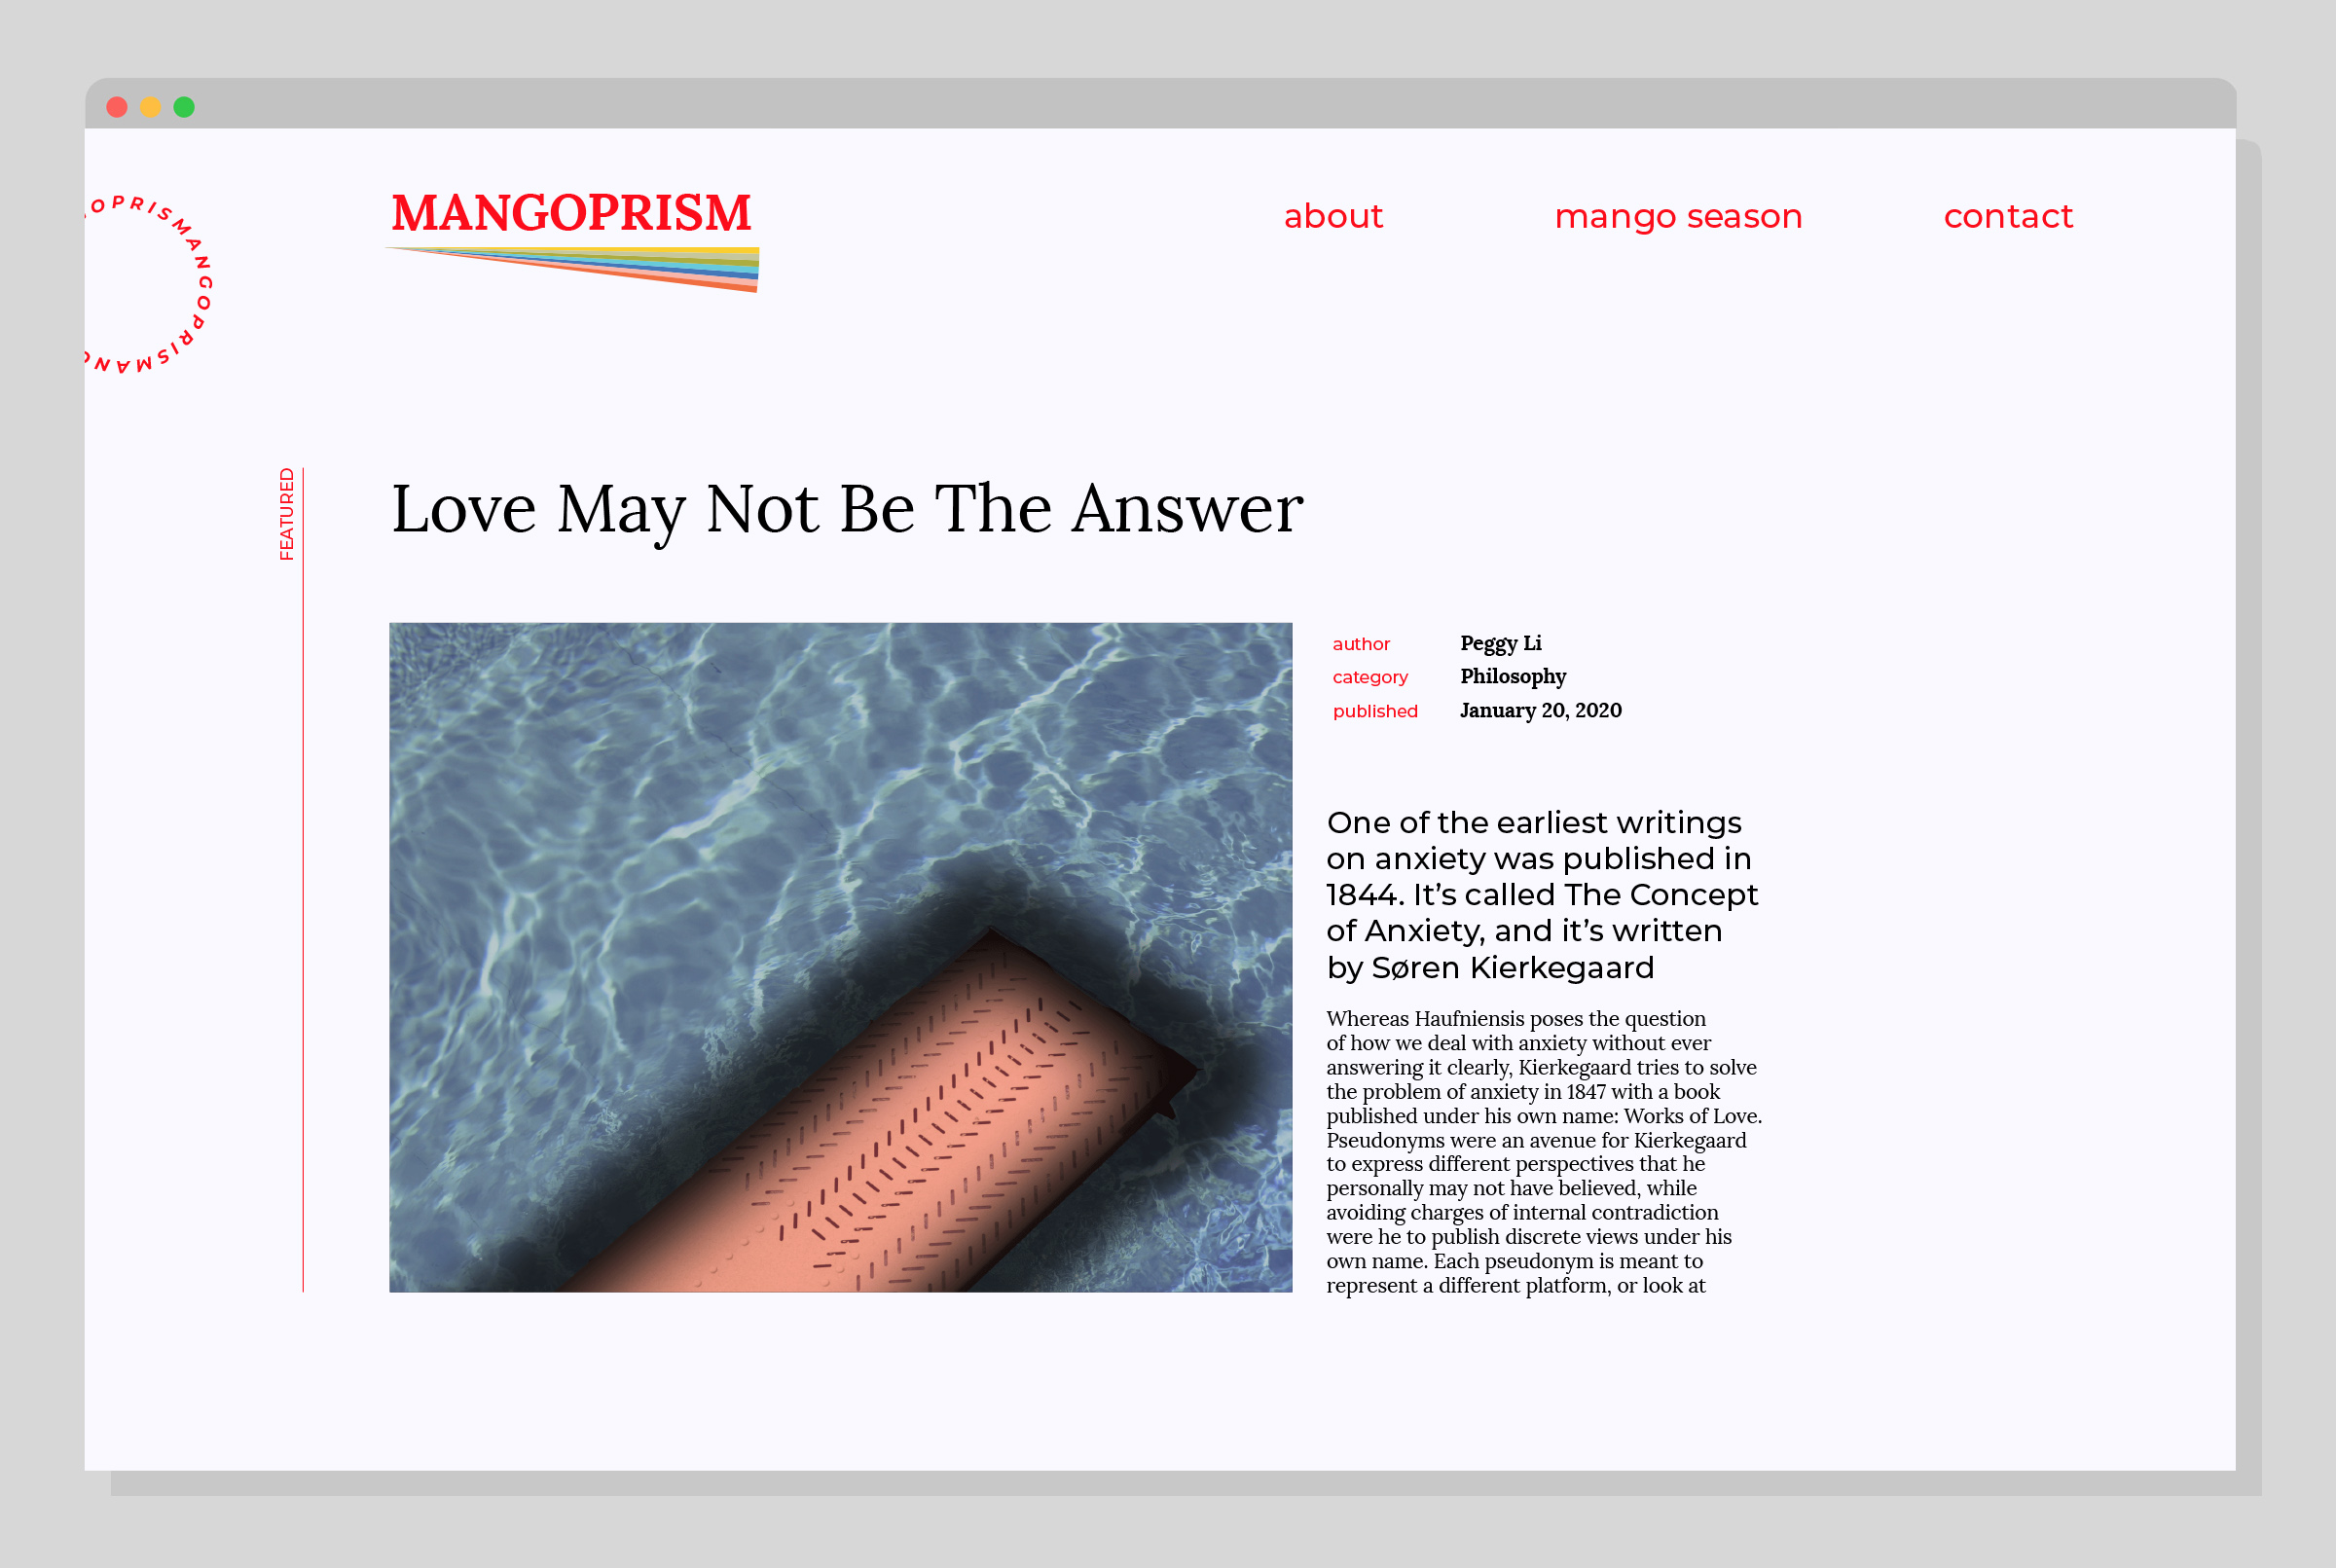 OPRISMANGOPRISMAN
MANGOPRISM
about
mango season
contact
FEATURED
Love May Not Be The Answer
author Peggy Li
category Philosophy
published January 20, 2020
One of the earliest writings
on anxiety was published in
1844. It’s called The Concept
of Anxiety, and it’s written
by Søren Kierkegaard
Whereas Haufniensis poses the question
of how we deal with anxiety without ever
answering it clearly, Kierkegaard tries to solve
the problem of anxiety in 1847 with a book
published under his own name: Works of Love.
Pseudonyms were an avenue for Kierkegaard
to express different perspectives that he
personally may not have believed, while
avoiding charges of internal contradiction
were he to publish discrete views under his
own name. Each pseudonym is meant to
represent a different platform, or look at